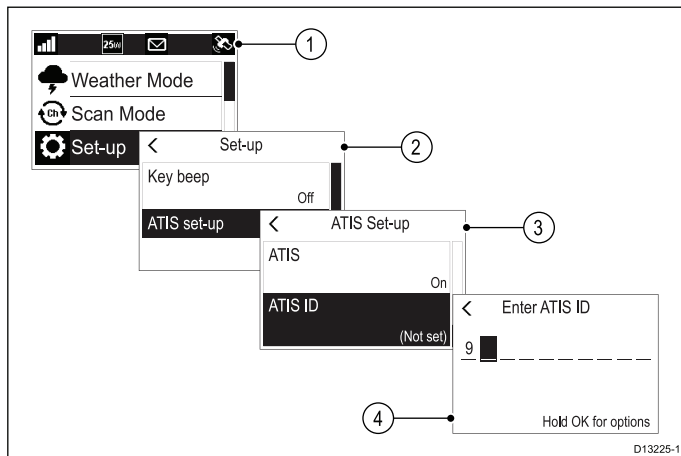 25W
1
Weather Mode
Ch
Scan Mode
Set-up
Set-up
2
Key beep
Off
ATIS set-up
ATIS Set-up
3
ATIS
On
ATIS ID
(Not set)
Enter ATIS ID
9
4
Hold OK for options
D13225-1